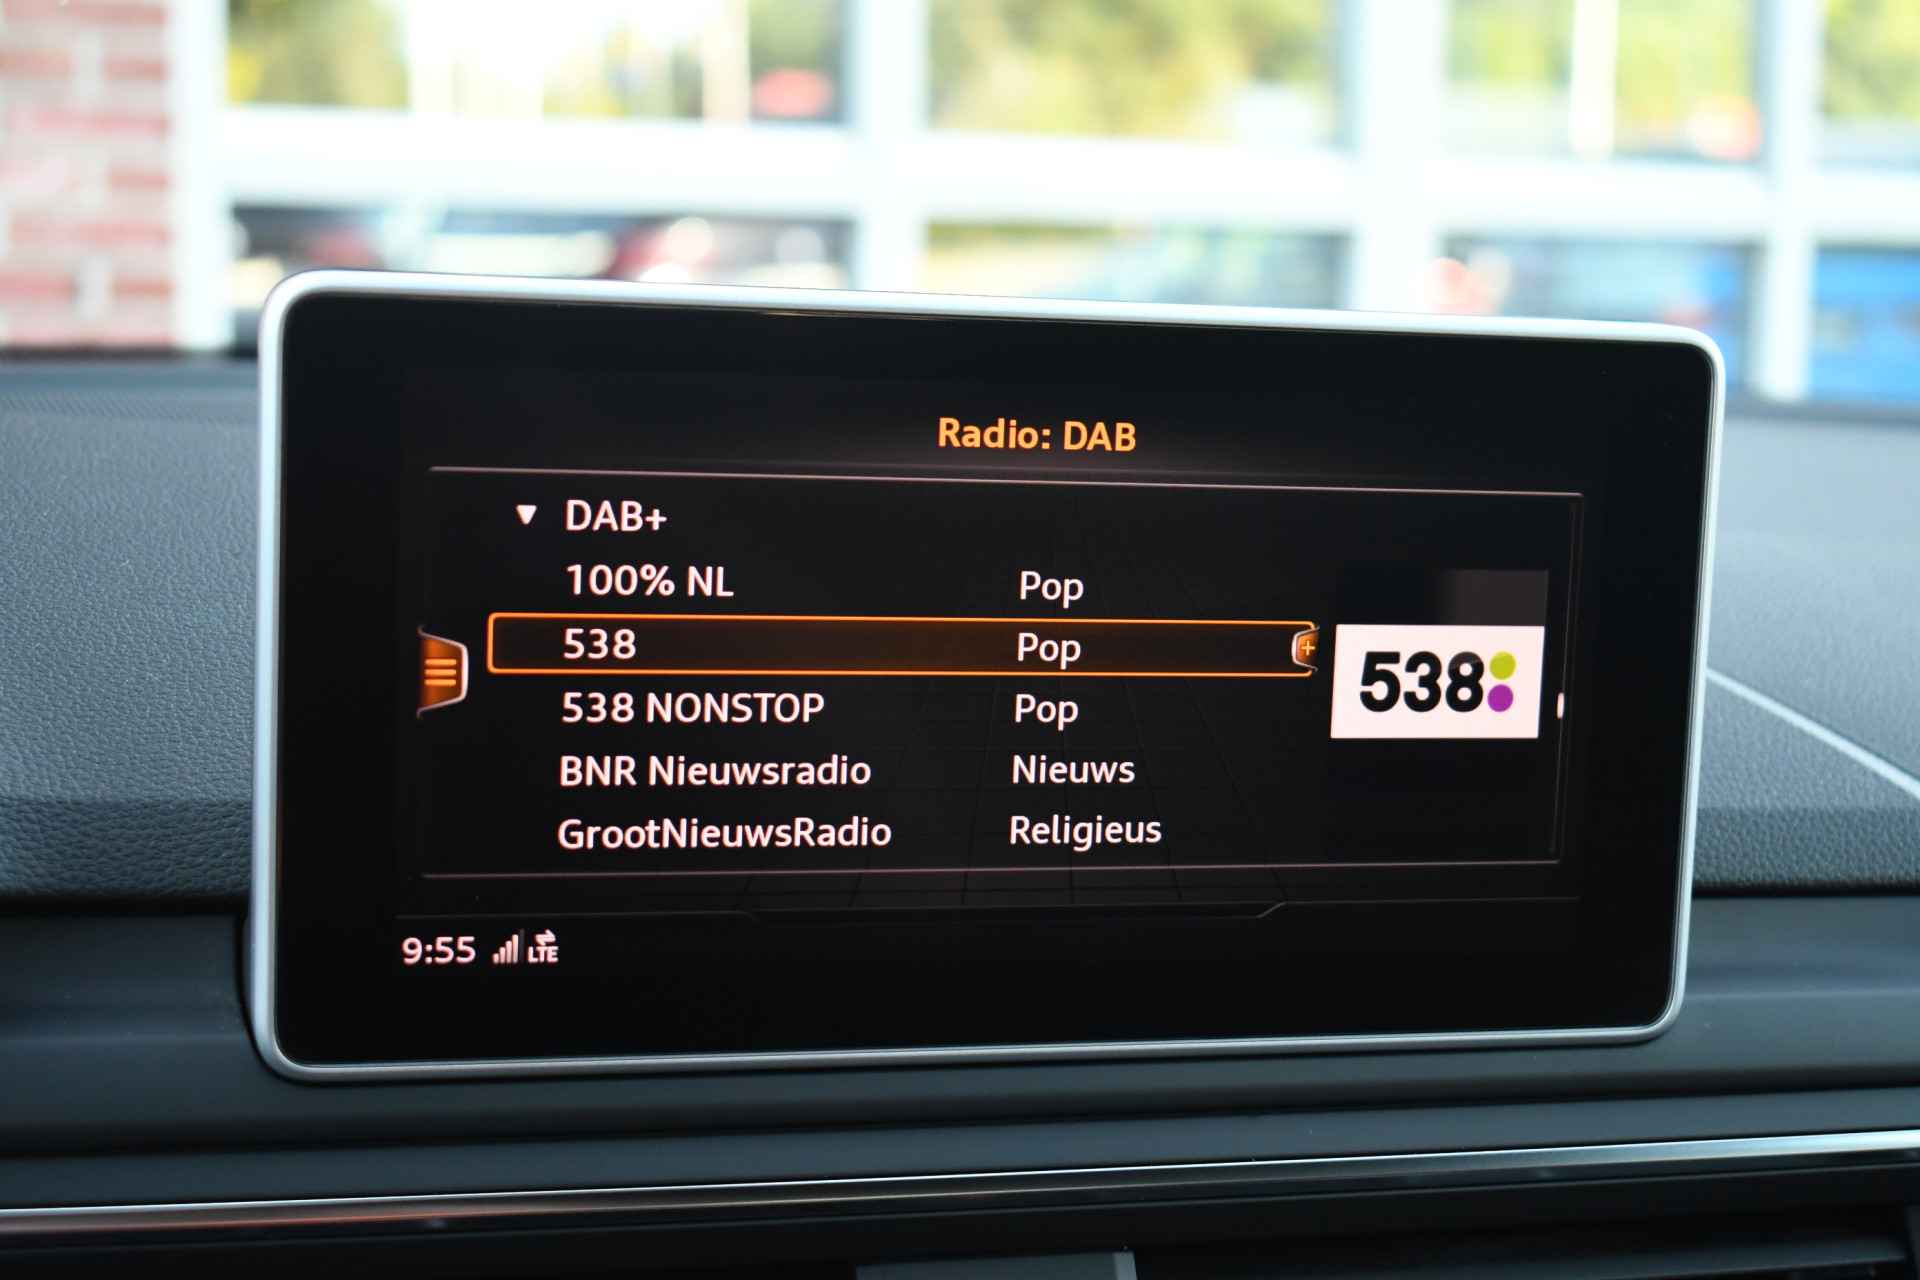 Radio: DAB
▼ DAB+
100% NL Pop
538 Pop +
538 NONSTOP Pop
BNR Nieuwsradio Nieuws
GrootNieuwsRadio Religieus
538
9:55 LTE